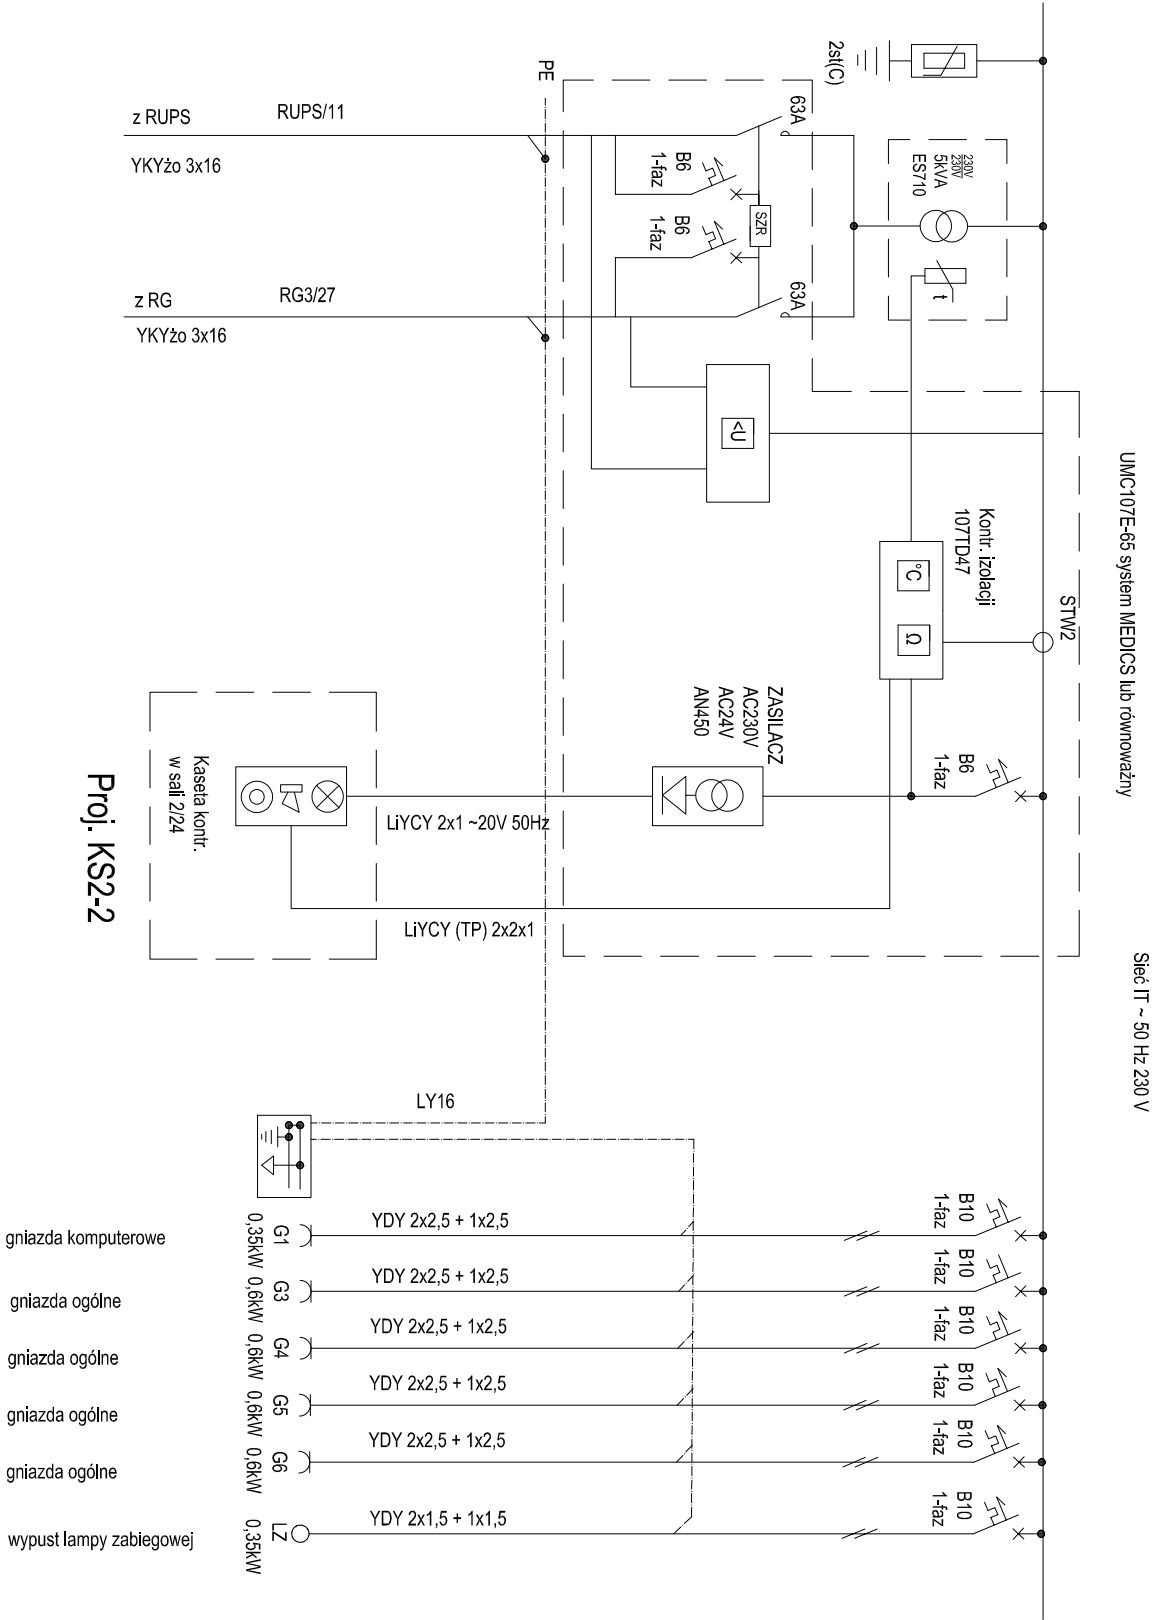 2st(C)
PE
z RUPS
RUPS/11
YKYżo 3x16
63A
B6
1-faz
SZR
B6
1-faz
63A
230V
230V
5kVA
ES710
t
z RG
RG3/27
YKYżo 3x16
<U
UMC107E-65 system MEDICS lub równoważny
Kontr. izolacji
107TD47
°C
Ω
STW2
ZASILACZ
AC230V
AC24V
AN450
B6
1-faz
Kaseta kontr.
w sali 2/24
LiYCY 2x1 ~20V 50Hz
LiYCY (TP) 2x2x1
Proj. KS2-2
Sieć IT ~ 50 Hz 230 V
LY16
gniazda komputerowe
0,35kW
G1
YDY 2x2,5 + 1x2,5
B10
1-faz
gniazda ogólne
0,6kW
G3
YDY 2x2,5 + 1x2,5
B10
1-faz
gniazda ogólne
0,6kW
G4
YDY 2x2,5 + 1x2,5
B10
1-faz
gniazda ogólne
0,6kW
G5
YDY 2x2,5 + 1x2,5
B10
1-faz
gniazda ogólne
0,6kW
G6
YDY 2x2,5 + 1x2,5
B10
1-faz
wypust lampy zabiegowej
0,35kW
LZ
YDY 2x1,5 + 1x1,5
B10
1-faz